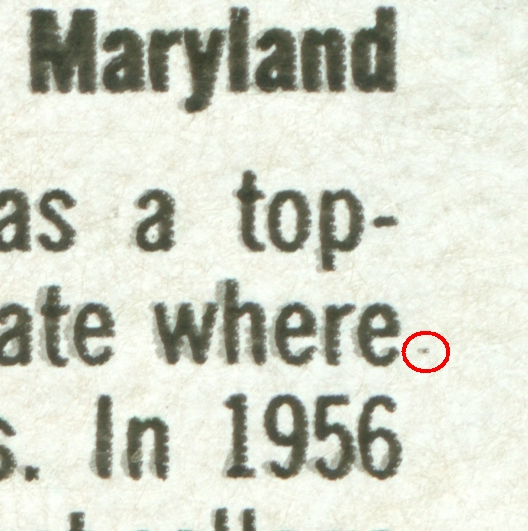 Maryland
as a top-
ate where
s. In 1956